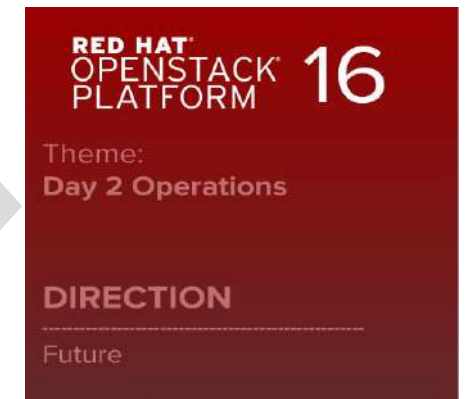 RED HAT®
OPENSTACK® 16
PLATFORM
Theme:
Day 2 Operations
DIRECTION
Future